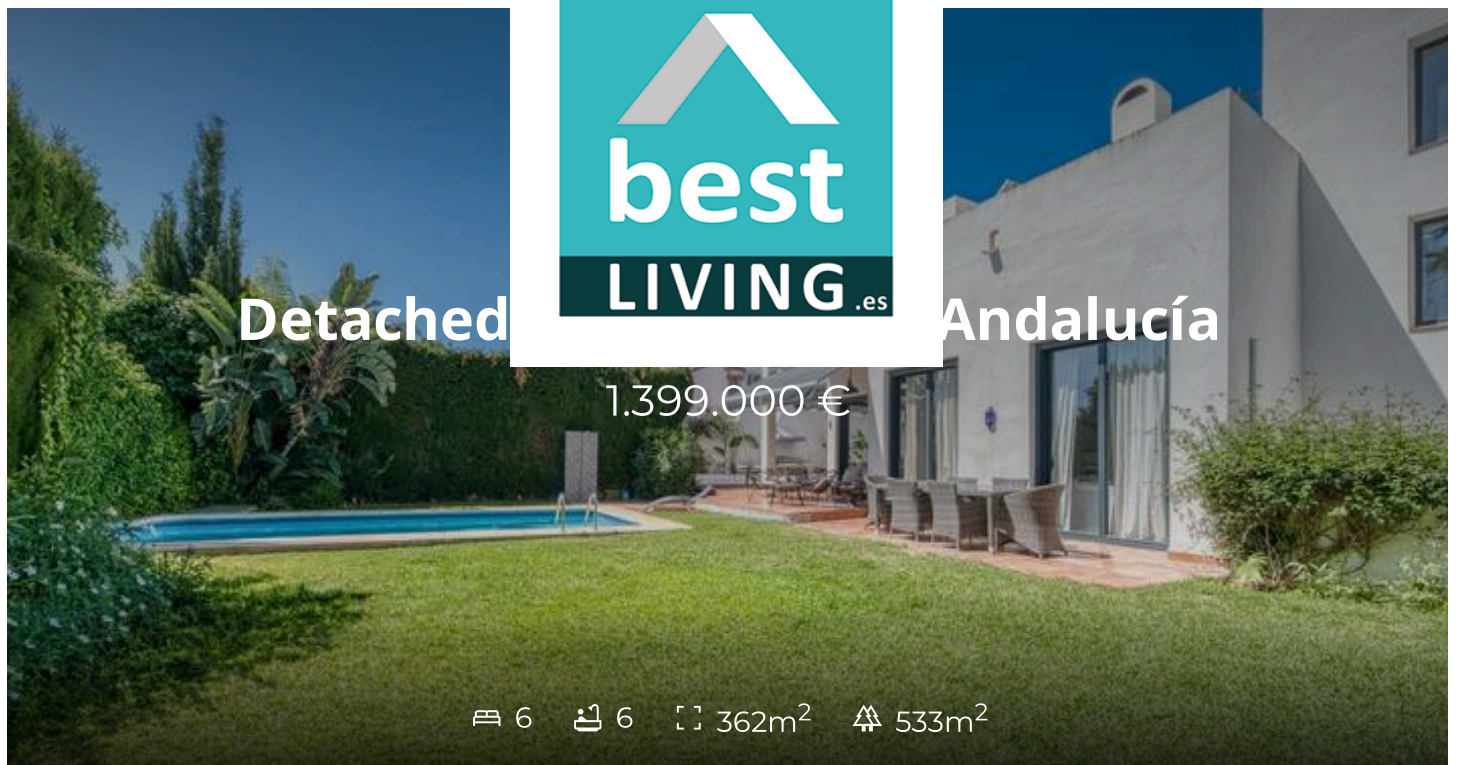 best
LIVING.es
Detached Andalucía
1.399.000 €
6 6 362m² 533m²